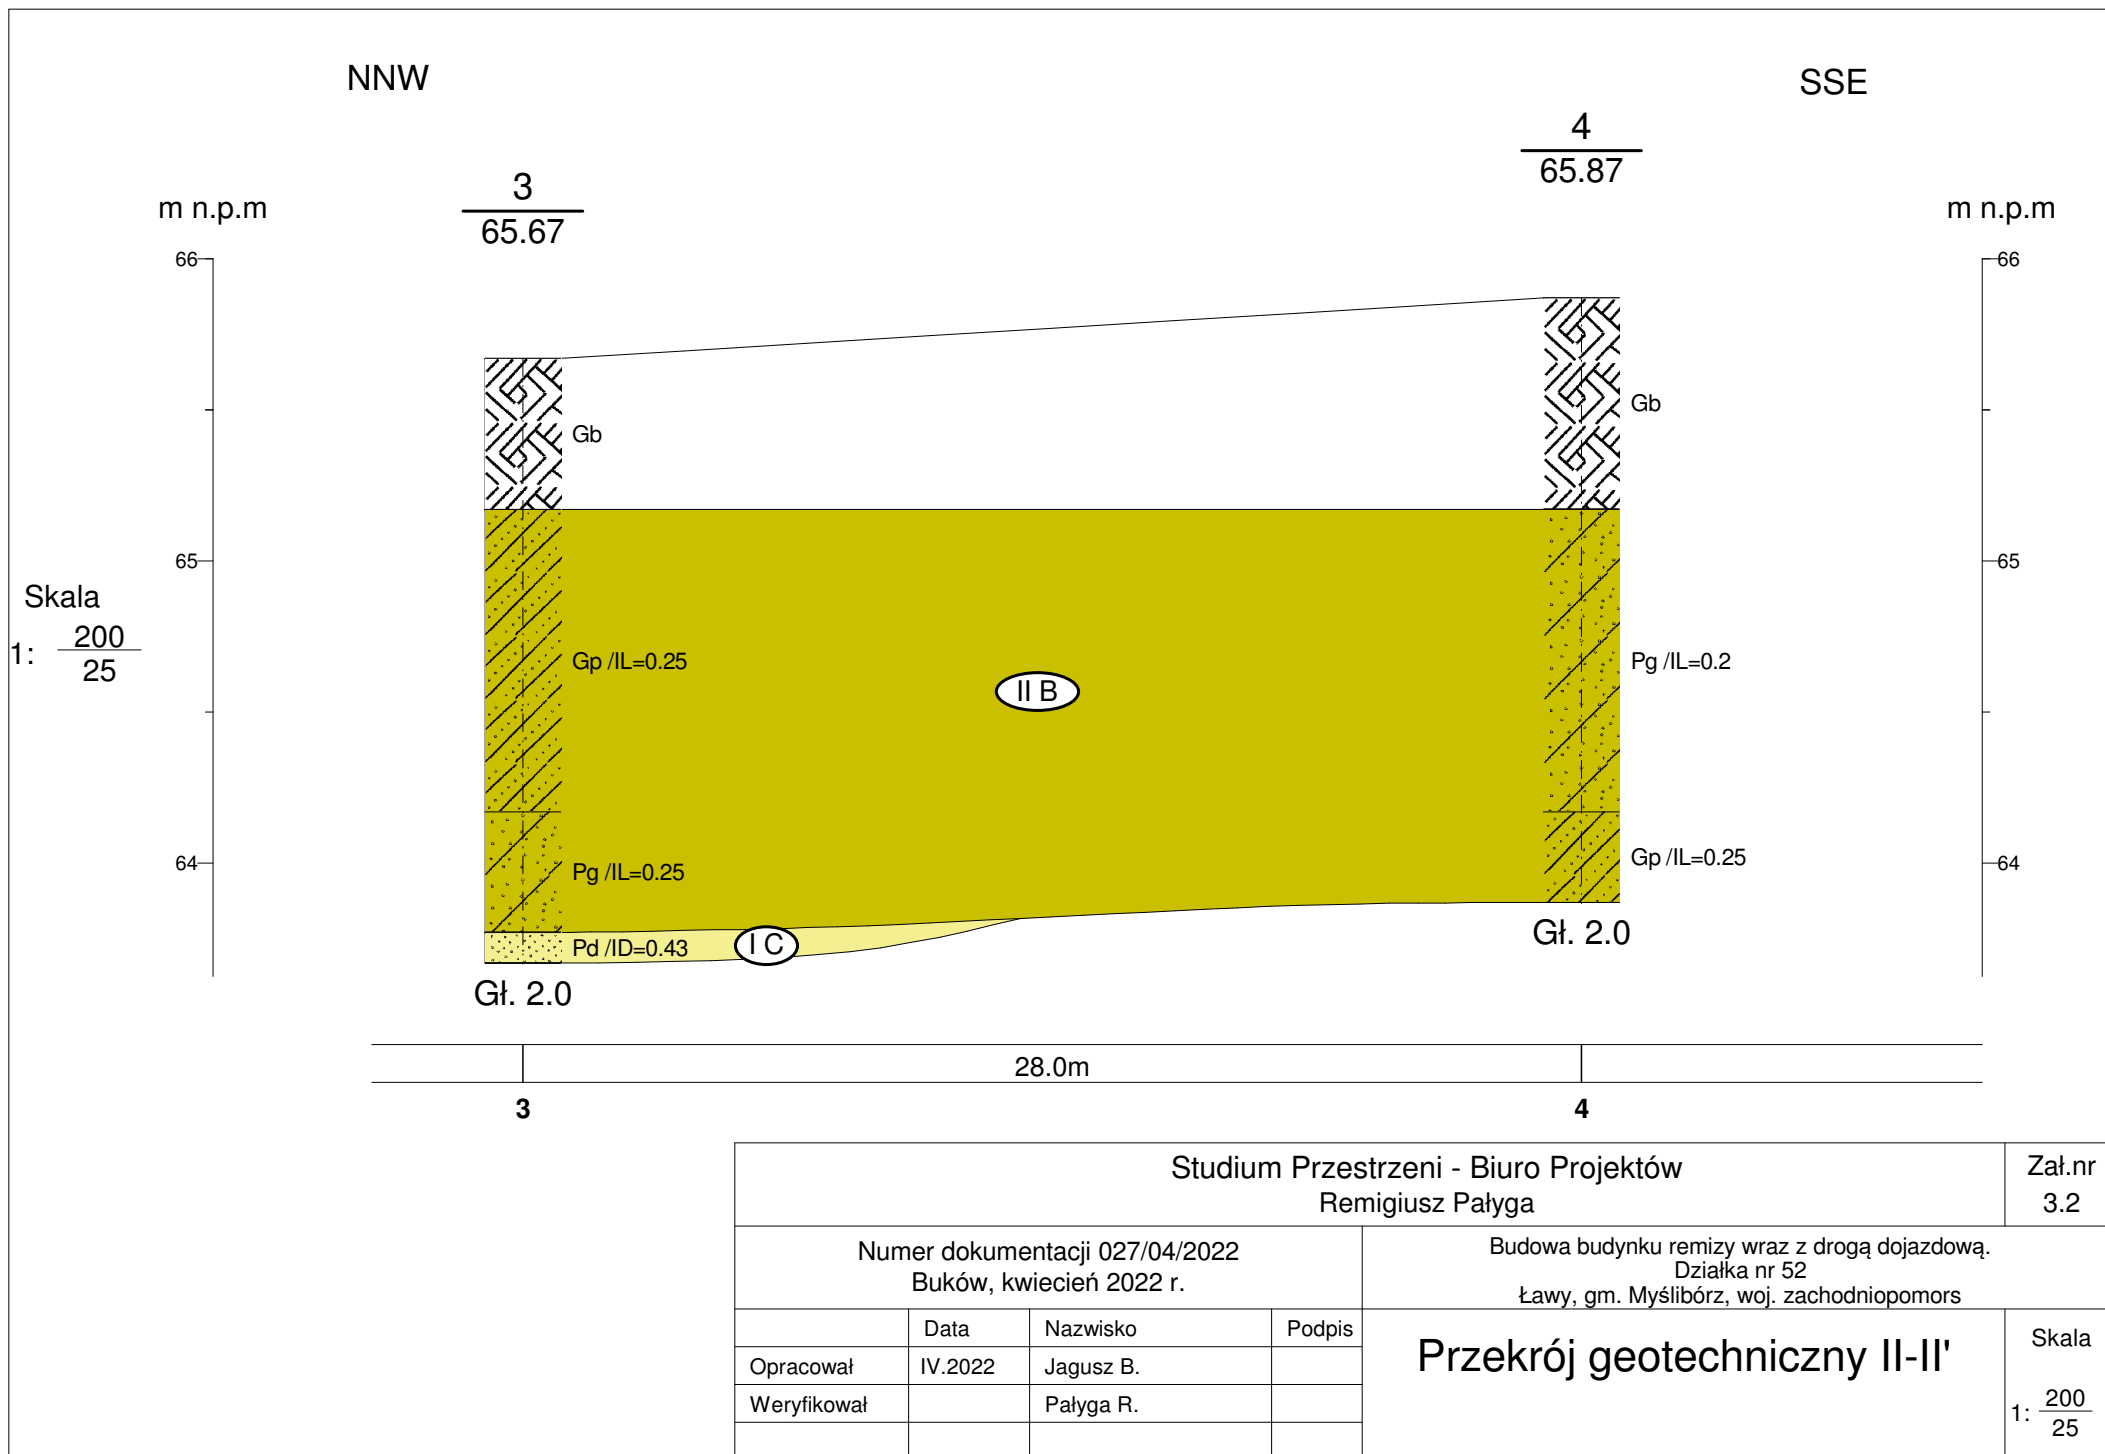 NNW
SSE
3
65.67
4
65.87
m n.p.m
m n.p.m
66
66
Gb
Gb
65
65
Skala
1: 200
25
Gp /IL=0.25
Pg /IL=0.2
II B
64
64
Pg /IL=0.25
Gp /IL=0.25
Pd /ID=0.43
I C
Gł. 2.0
Gł. 2.0
28.0m
3
4
Studium Przestrzeni - Biuro Projektów
Remigiusz Pałyga
Zał.nr
3.2
Numer dokumentacji 027/04/2022
Buków, kwiecień 2022 r.
Budowa budynku remizy wraz z drogą dojazdową.
Działka nr 52
Ławy, gm. Myślibórz, woj. zachodniopomors
Data Nazwisko Podpis
Opracował IV.2022 Jagusz B.
Weryfikował Pałyga R.
Przekrój geotechniczny II-II'
Skala
1: 200
25